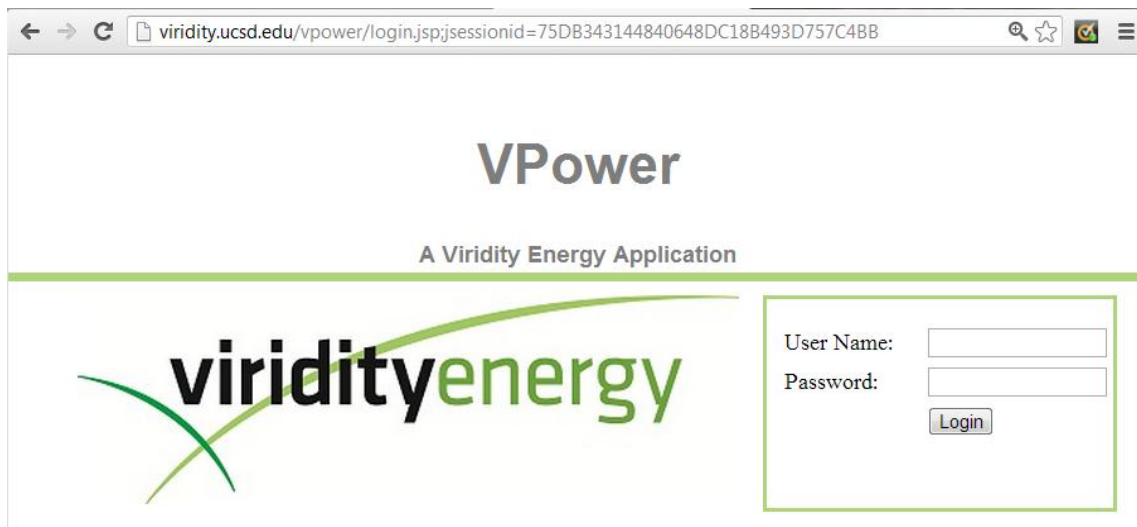 viridity.ucsd.edu/vpower/login.jsp;jsessionid=75DB343144840648DC18B493D757C4BB
VPower
A Viridity Energy Application
viridityenergy
User Name:
Password:
Login